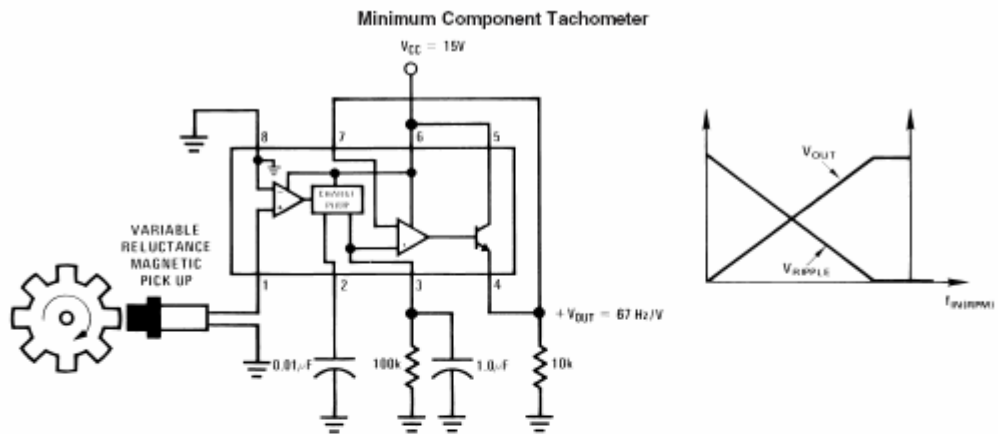 Minimum Component Tachometer
VCC = 15V
8
7
6
5
CHARGE
PUMP
VARIABLE
RELUCTANCE
MAGNETIC
PICK UP
1
2
3
4
+ VOUT = 67 Hz/V
0.01μF
100k
1.0μF
10k
VOUT
VRIPPLE
fIN(RPM)